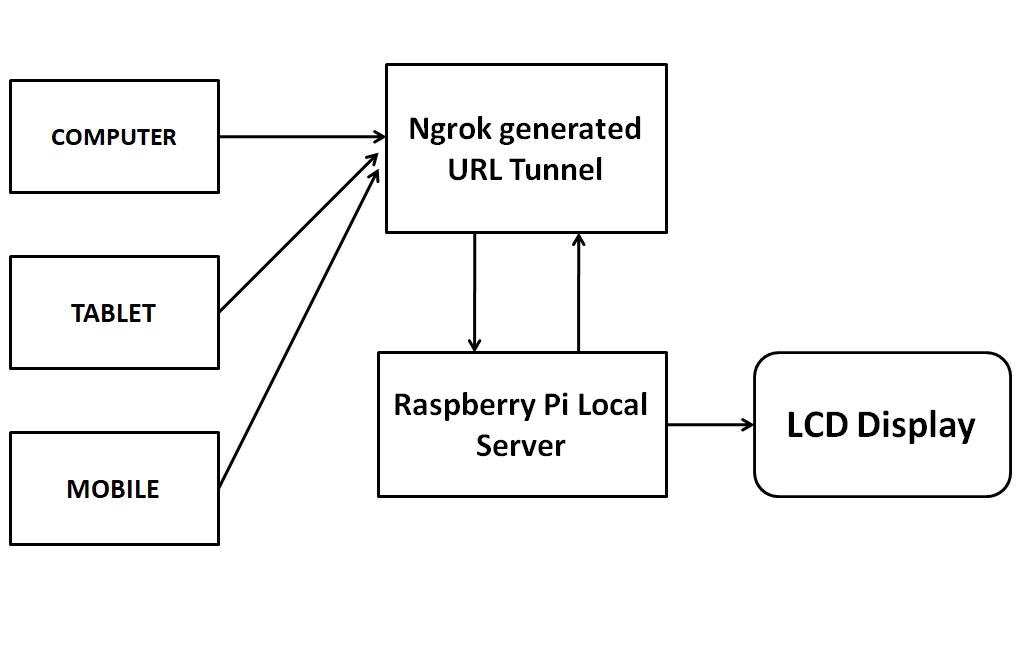 COMPUTER
Ngrok generated
URL Tunnel
TABLET
Raspberry Pi Local
Server
LCD Display
MOBILE